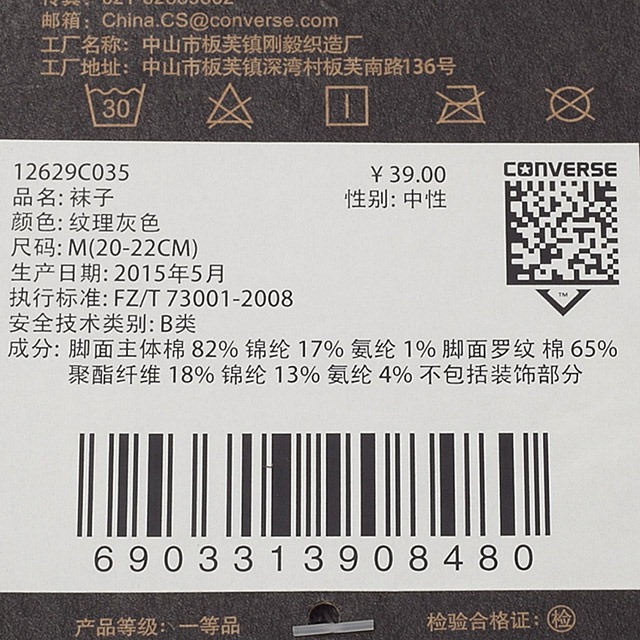 邮箱: China.CS@converse.com
工厂名称: 中山市板芙镇刚毅织造厂
工厂地址: 中山市板芙镇深湾村板芙南路136号
30
12629C035 ¥ 39.00
品名: 袜子 性别: 中性
颜色: 纹理灰色
尺码: M(20-22CM)
生产日期: 2015年5月
执行标准: FZ/T 73001-2008
安全技术类别: B类
成分: 脚面主体棉 82% 锦纶 17% 氨纶 1% 脚面罗纹 棉 65%
聚酯纤维 18% 锦纶 13% 氨纶 4% 不包括装饰部分
CONVERSE
TM
6903313908480
产品等级: 一等品 检验合格证: 检